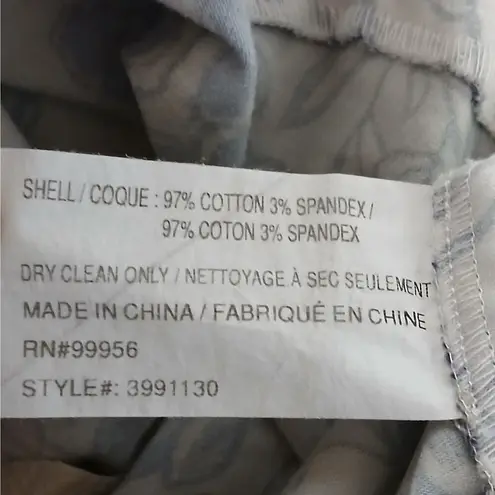 SHELL / COQUE : 97% COTTON 3% SPANDEX /
97% COTON 3% SPANDEX
DRY CLEAN ONLY / NETTOYAGE À SEC SEULEMENT
MADE IN CHINA / FABRIQUÉ EN CHINE
RN#99956
STYLE#: 3991130